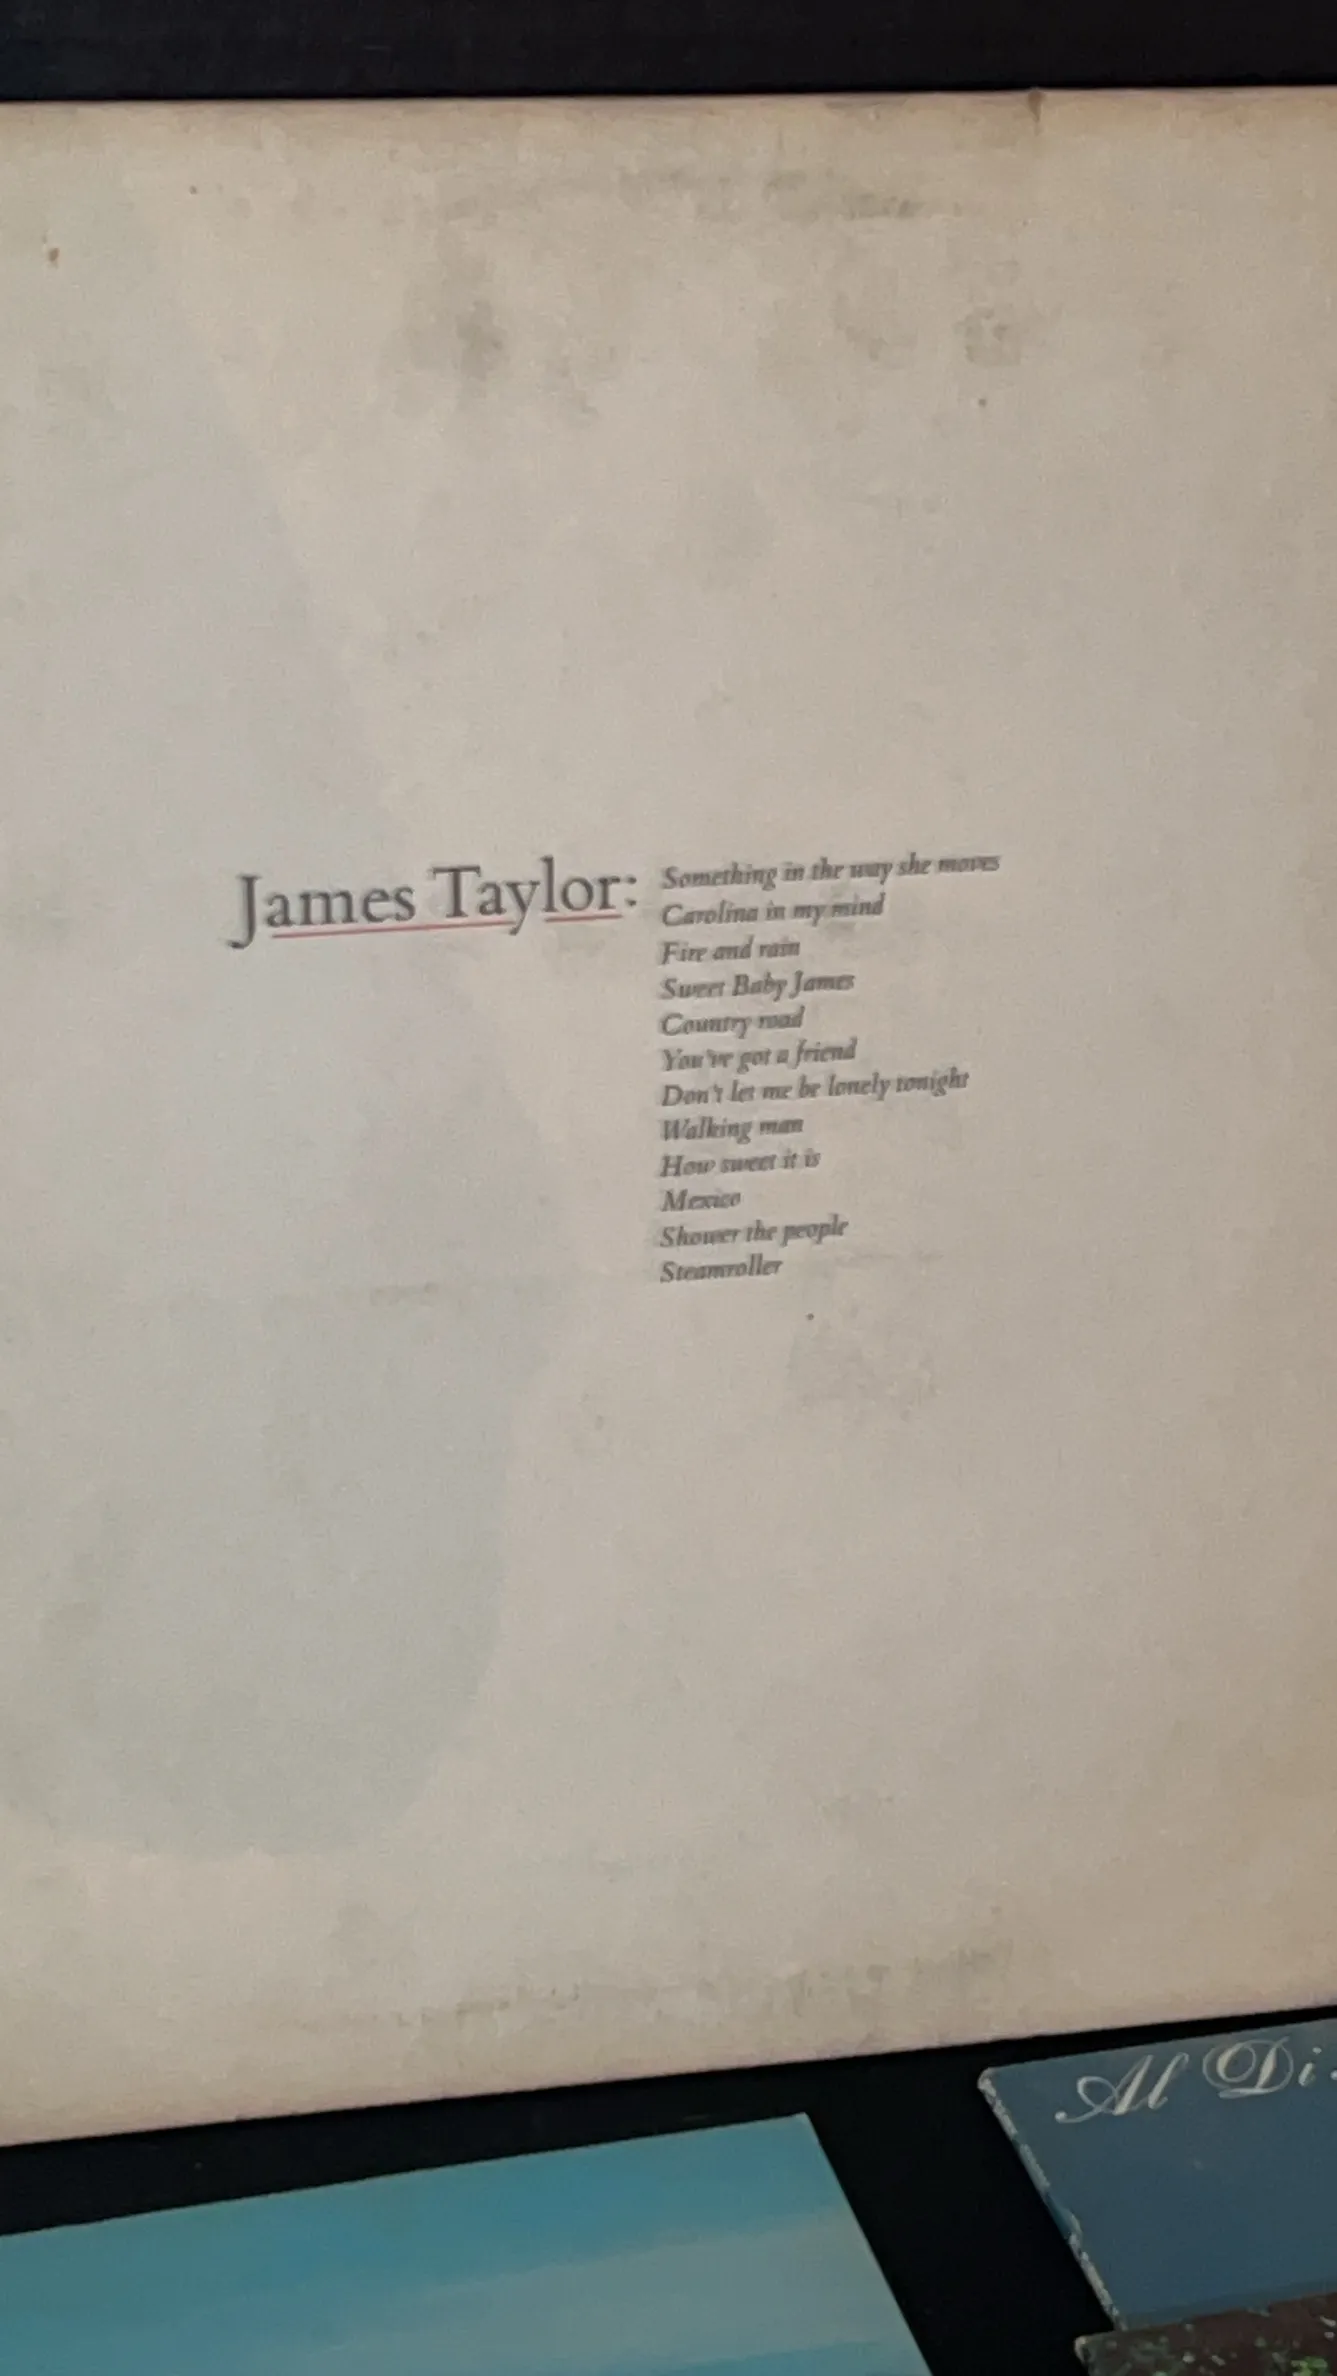 James Taylor:
Something in the way she moves
Carolina in my mind
Fire and rain
Sweet Baby James
Country road
You've got a friend
Don't let me be lonely tonight
Walking man
How sweet it is
Mexico
Shower the people
Steamroller
Al Di